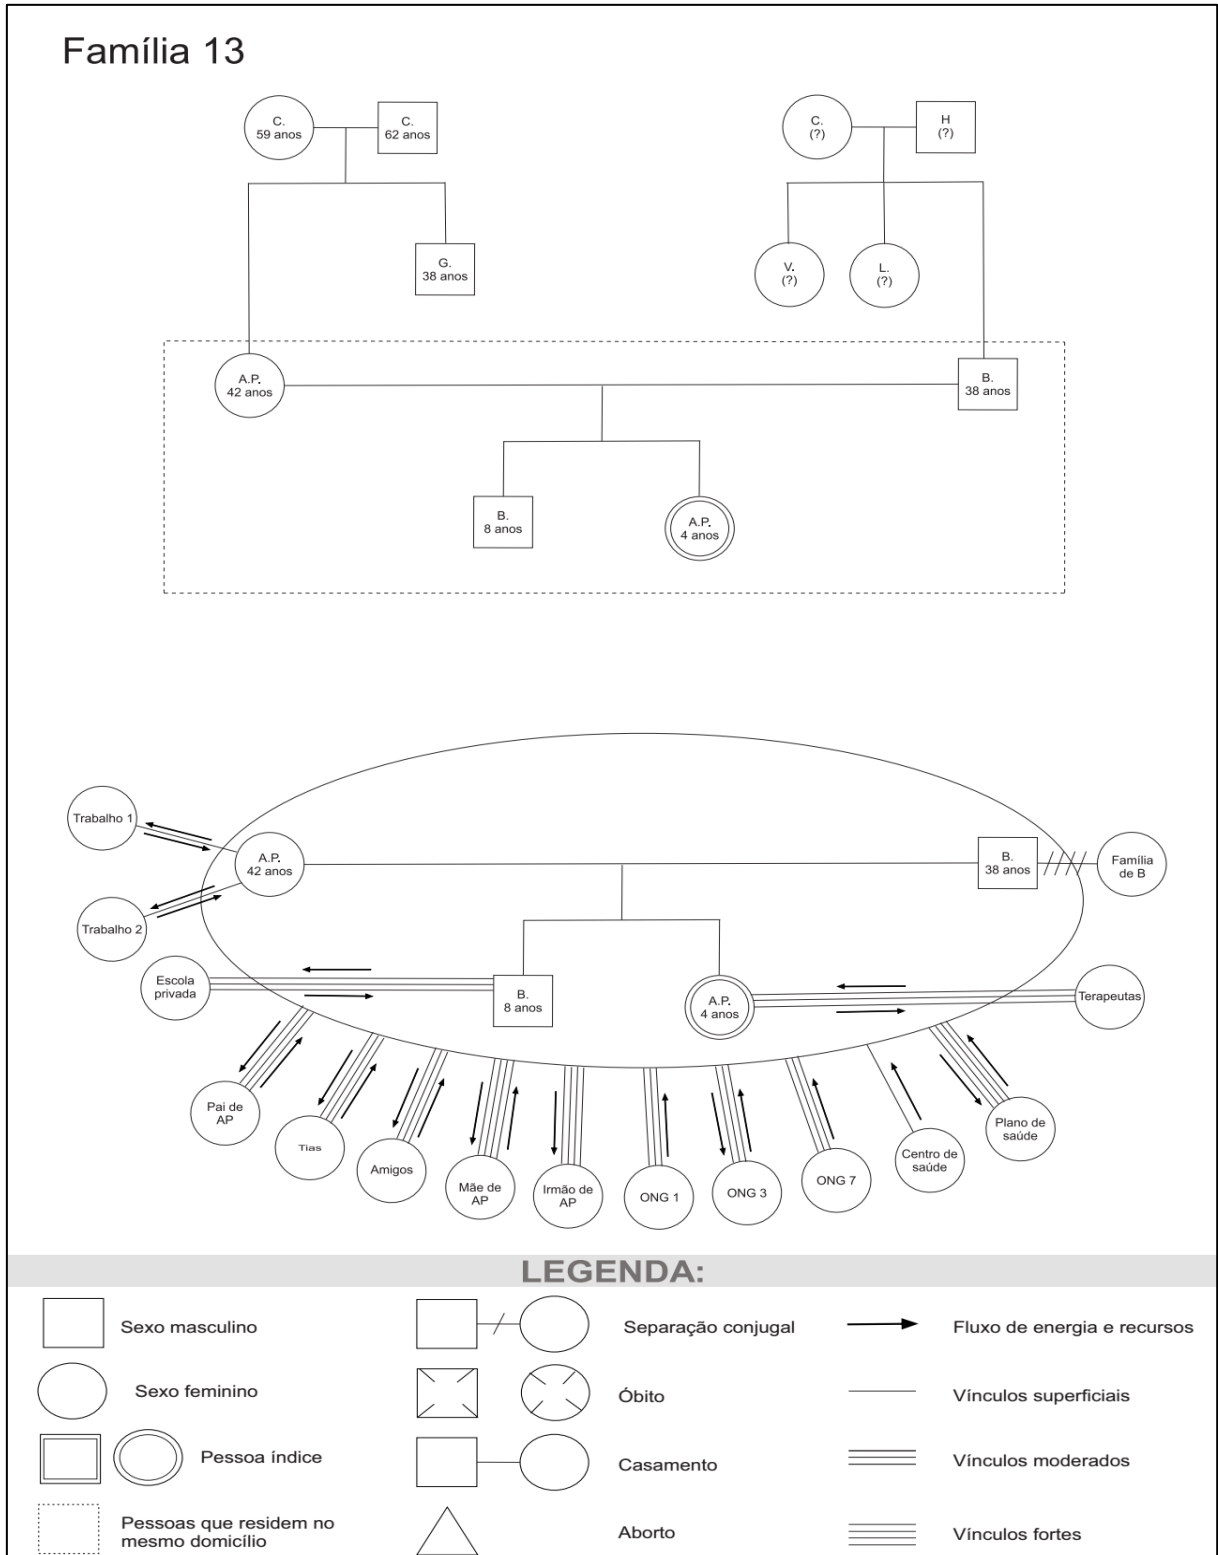 Família 13
C.
59 anos
C.
62 anos
C.
(?)
H
(?)
G.
38 anos
V.
(?)
L.
(?)
A.P.
42 anos
B.
38 anos
B.
8 anos
A.P.
4 anos
Trabalho 1
A.P.
42 anos
B.
38 anos
Família
de B
Trabalho 2
Escola
privada
B.
8 anos
A.P.
4 anos
Terapeutas
Pai de
AP
Tias
Amigos
Mãe de
AP
Irmão de
AP
ONG 1
ONG 3
ONG 7
Centro de
saúde
Plano de
saúde
LEGENDA:
Sexo masculino
Separação conjugal
Fluxo de energia e recursos
Sexo feminino
Óbito
Vínculos superficiais
Pessoa índice
Casamento
Vínculos moderados
Pessoas que residem no
mesmo domicílio
Aborto
Vínculos fortes